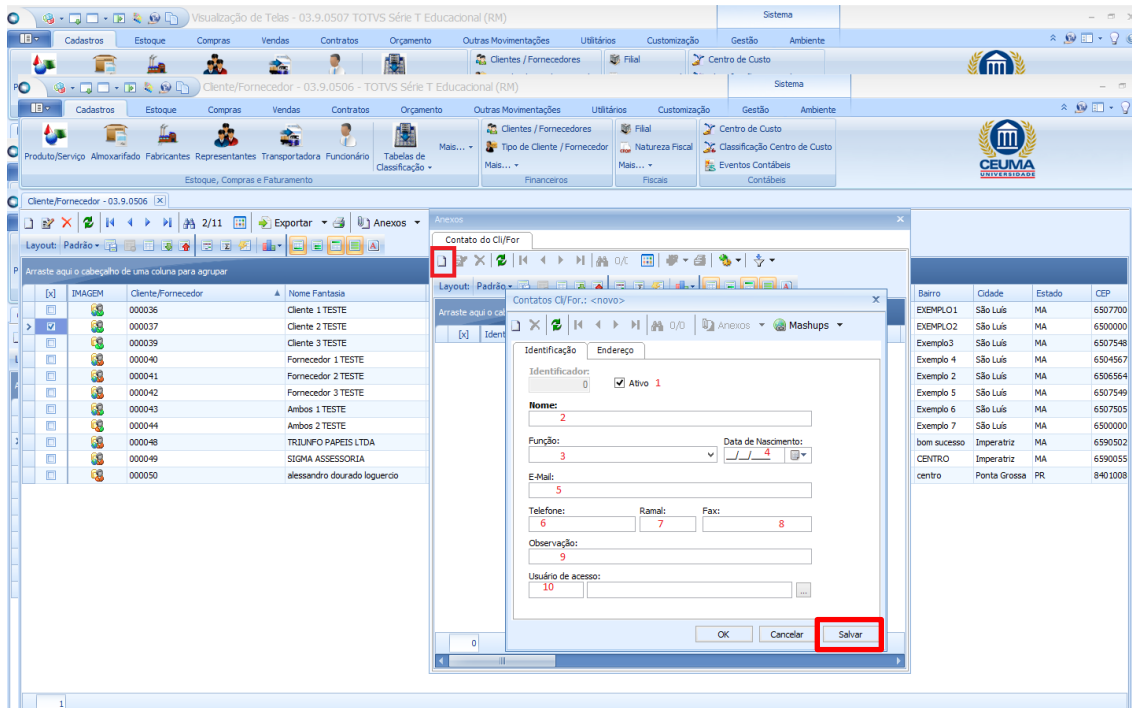 Visualização de Telas - 03.9.0507 TOTVS Série T Educacional (RM)
Sistema
Cadastros Estoque Compras Vendas Contratos Orçamento Outras Movimentações Utilitários Customização Gestão Ambiente
Clientes / Fornecedores Filial Centro de Custo
Cliente/Fornecedor - 03.9.0506 - TOTVS Série T Educacional (RM)
Sistema
Cadastros Estoque Compras Vendas Contratos Orçamento Outras Movimentações Utilitários Customização Gestão Ambiente
Clientes / Fornecedores Filial Centro de Custo
Mais... Tipo de Cliente / Fornecedor Natureza Fiscal Classificação Centro de Custo
Produto/Serviço Almoxarifado Fabricantes Representantes Transportadora Funcionário Tabelas de Classificação
Mais... Mais... Eventos Contábeis
Estoque, Compras e Faturamento Financeiros Fiscais Contábeis
CEUMA
UNIVERSIDADE
Cliente/Fornecedor - 03.9.0506
2/11 Exportar Anexos
Layout: Padrão
Arraste aqui o cabeçalho de uma coluna para agrupar
[x] IMAGEM Cliente/Fornecedor Nome Fantasia Bairro Cidade Estado CEP
000036 Cliente 1 TESTE EXEMPLO1 São Luís MA 6507700
000037 Cliente 2 TESTE EXEMPLO2 São Luís MA 6500000
000039 Cliente 3 TESTE Exemplo3 São Luís MA 6507548
000040 Fornecedor 1 TESTE Exemplo 4 São Luís MA 6504567
000041 Fornecedor 2 TESTE Exemplo 2 São Luís MA 6506564
000042 Fornecedor 3 TESTE Exemplo 5 São Luís MA 6507549
000043 Ambos 1 TESTE Exemplo 6 São Luís MA 6507505
000044 Ambos 2 TESTE Exemplo 7 São Luís MA 6500000
000048 TRIUNFO PAPEIS LTDA bom sucesso Imperatriz MA 6590502
000049 SIGMA ASSESSORIA CENTRO Imperatriz MA 6590055
000050 alessandro dourado loguercio centro Ponta Grossa PR 8401008
1
Anexos
Contato do Cli/For
Layout: Padrão
Arraste aqui o cab
[x] Ident
0
Contatos Cli/For.: <novo>
0/0 Anexos Mashups
Identificação Endereço
Identificador:
0 Ativo 1
Nome:
2
Função: Data de Nascimento:
3 __/__/____ 4
E-Mail:
5
Telefone: Ramal: Fax:
6 7 8
Observação:
9
Usuário de acesso:
10 ...
OK Cancelar Salvar